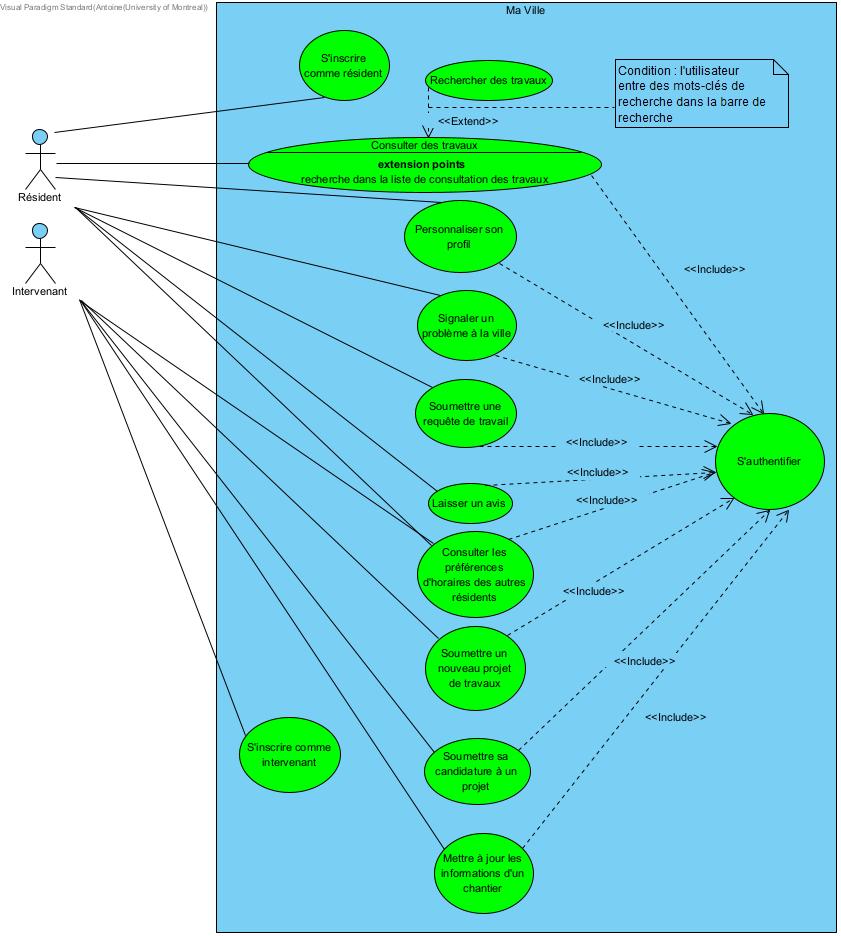 Visual Paradigm Standard(Antoine(University of Montreal))
Ma Ville
S'inscrire
comme résident
Rechercher des travaux
Condition : l'utilisateur
entre des mots-clés de
recherche dans la barre de
recherche
<<Extend>>
Consulter des travaux
extension points
recherche dans la liste de consultation des travaux
Résident
Personnaliser son
profil
Intervenant
<<Include>>
Signaler un
problème à la ville
<<Include>>
<<Include>>
Soumettre une
requête de travail
<<Include>>
S'authentifier
<<Include>>
Laisser un avis
<<Include>>
Consulter les
préférences
d'horaires des autres
résidents
<<Include>>
Soumettre un
nouveau projet
de travaux
<<Include>>
<<Include>>
S'inscrire comme
intervenant
Soumettre sa
candidature à un
projet
Mettre à jour les
informations d'un
chantier